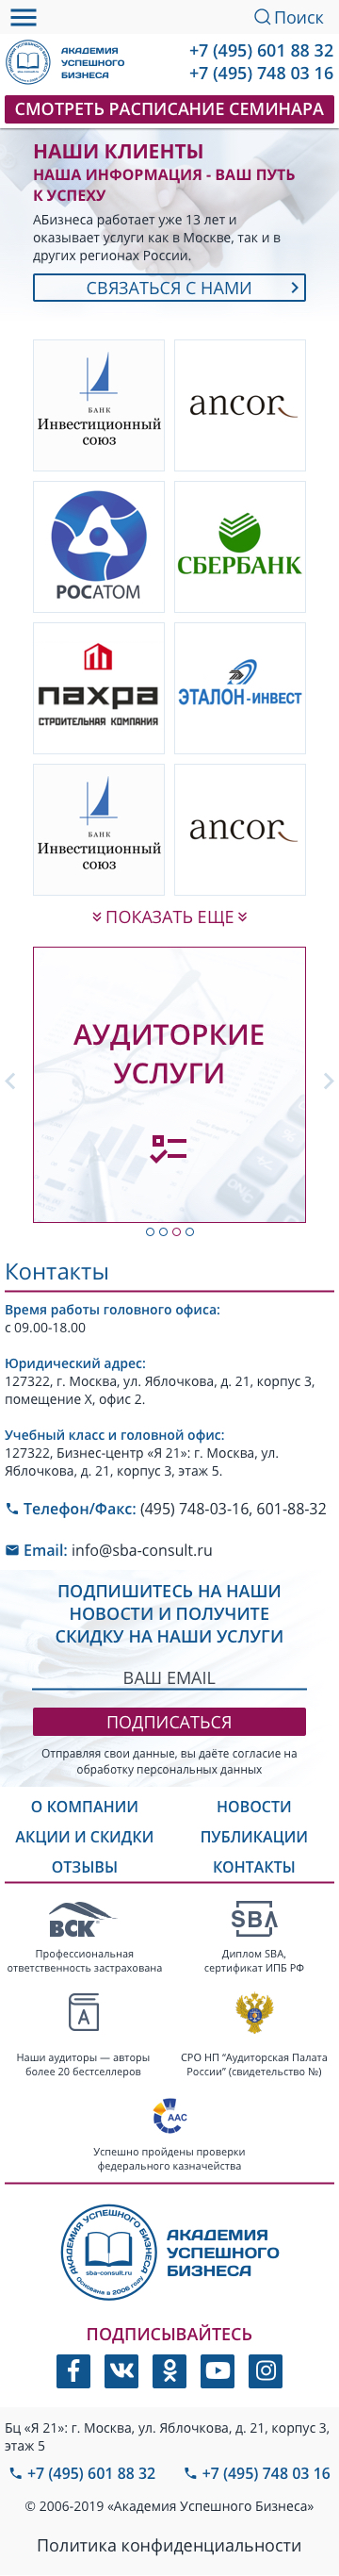 Поиск
АКАДЕМИЯ
УСПЕШНОГО
БИЗНЕСА
+7 (495) 601 88 32
+7 (495) 748 03 16
СМОТРЕТЬ РАСПИСАНИЕ СЕМИНАРА
НАШИ КЛИЕНТЫ
НАША ИНФОРМАЦИЯ - ВАШ ПУТЬ
К УСПЕХУ
АБизнеса работает уже 13 лет и
оказывает услуги как в Москве, так и в
других регионах России.
СВЯЗАТЬСЯ С НАМИ
БАНК
Инвестиционный
союз
ancor
РОСАТОМ
СБЕРБАНК
ПАХРА
СТРОИТЕЛЬНАЯ КОМПАНИЯ
ЭТАЛОН-ИНВЕСТ
БАНК
Инвестиционный
союз
ancor
ПОКАЗАТЬ ЕЩЕ
АУДИТОРКИЕ
УСЛУГИ
Контакты
Время работы головного офиса:
с 09.00-18.00
Юридический адрес:
127322, г. Москва, ул. Яблочкова, д. 21, корпус 3,
помещение X, офис 2.
Учебный класс и головной офис:
127322, Бизнес-центр «Я 21»: г. Москва, ул.
Яблочкова, д. 21, корпус 3, этаж 5.
Телефон/Факс: (495) 748-03-16, 601-88-32
Email: info@sba-consult.ru
ПОДПИШИТЕСЬ НА НАШИ
НОВОСТИ И ПОЛУЧИТЕ
СКИДКУ НА НАШИ УСЛУГИ
ВАШ EMAIL
ПОДПИСАТЬСЯ
Отправляя свои данные, вы даёте согласие на
обработку персональных данных
О КОМПАНИИ НОВОСТИ
АКЦИИ И СКИДКИ ПУБЛИКАЦИИ
ОТЗЫВЫ КОНТАКТЫ
ВСК
Профессиональная
ответственность застрахована
SBA
Диплом SBA,
сертификат ИПБ РФ
A
Наши аудиторы — авторы
более 20 бестселлеров
СРО НП "Аудиторская Палата
России" (свидетельство №)
ААС
Успешно пройдены проверки
федерального казначейства
АКАДЕМИЯ УСПЕШНОГО БИЗНЕСА
sba-consult.ru
Основана в 2006 году
АКАДЕМИЯ
УСПЕШНОГО
БИЗНЕСА
ПОДПИСЫВАЙТЕСЬ
Бц «Я 21»: г. Москва, ул. Яблочкова, д. 21, корпус 3,
этаж 5
+7 (495) 601 88 32 +7 (495) 748 03 16
© 2006-2019 «Академия Успешного Бизнеса»
Политика конфиденциальности